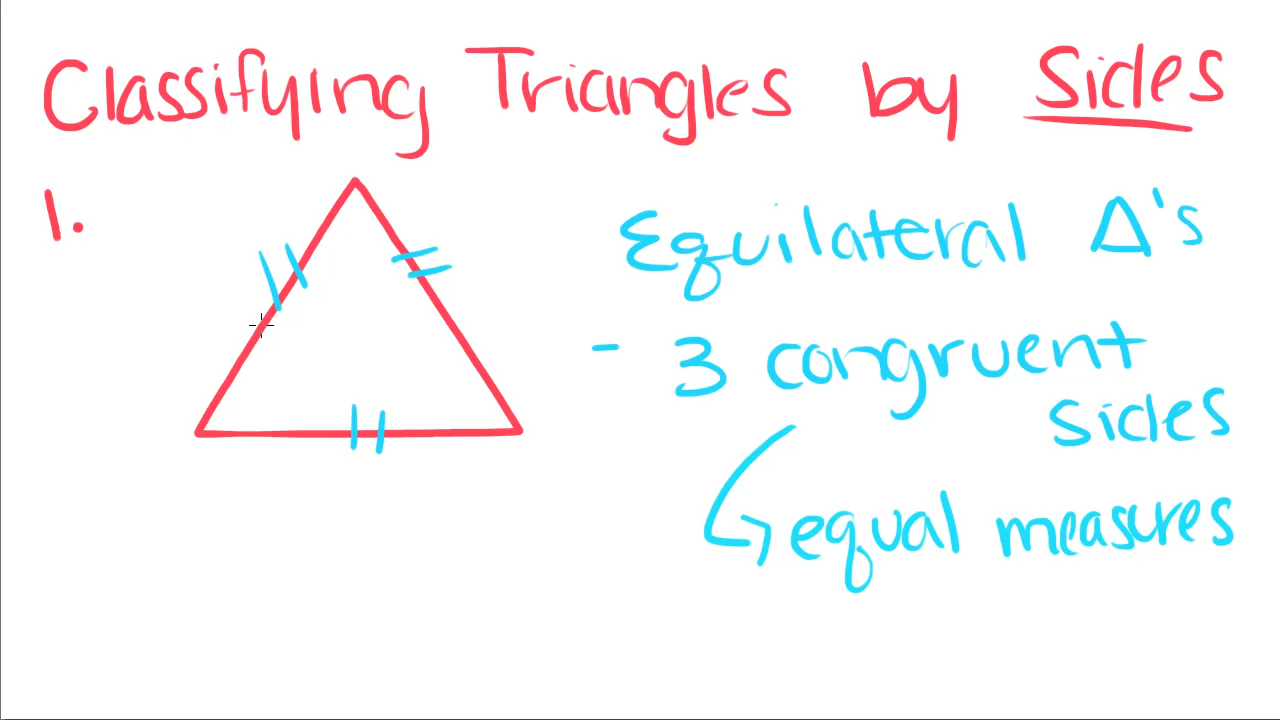 Classifying Triangles by Sides
1.
Equilateral Δ's
- 3 congruent
sides
equal measures